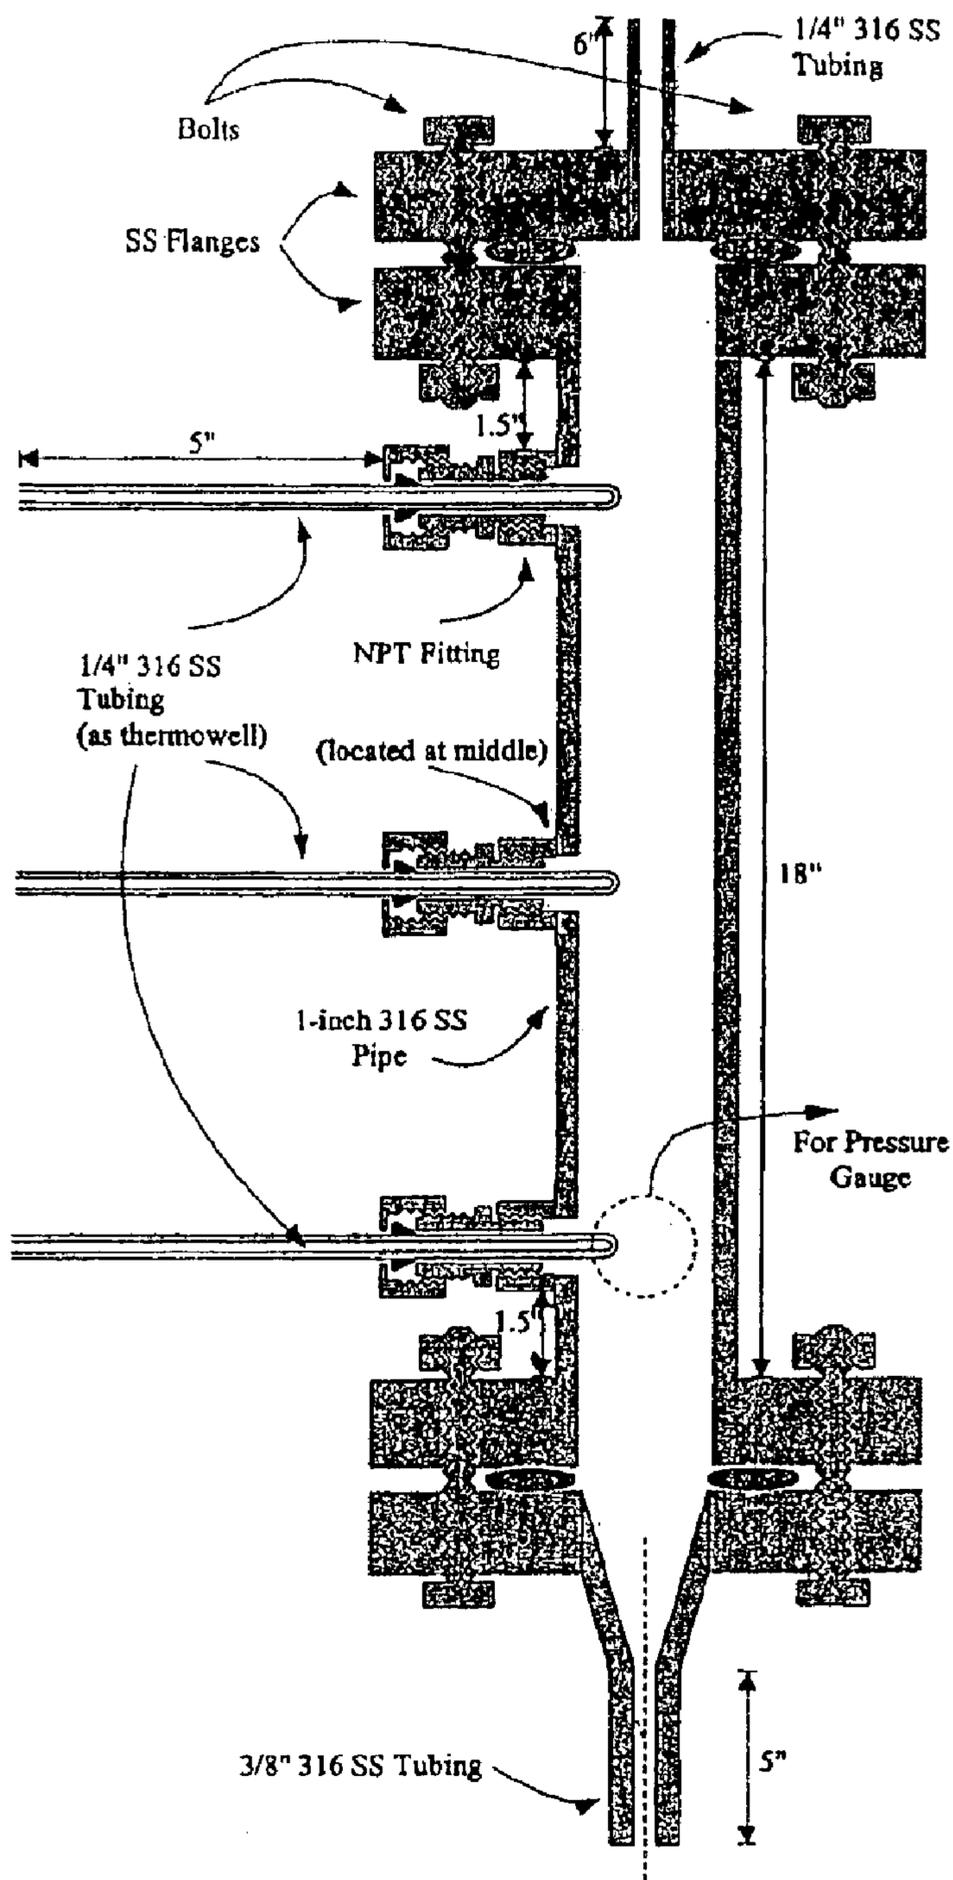 6"
1/4" 316 SS
Tubing
Bolts
SS Flanges
1.5"
5"
NPT Fitting
1/4" 316 SS
Tubing
(as thermowell)
(located at middle)
18"
1-inch 316 SS
Pipe
For Pressure
Gauge
1.5"
3/8" 316 SS Tubing
5"